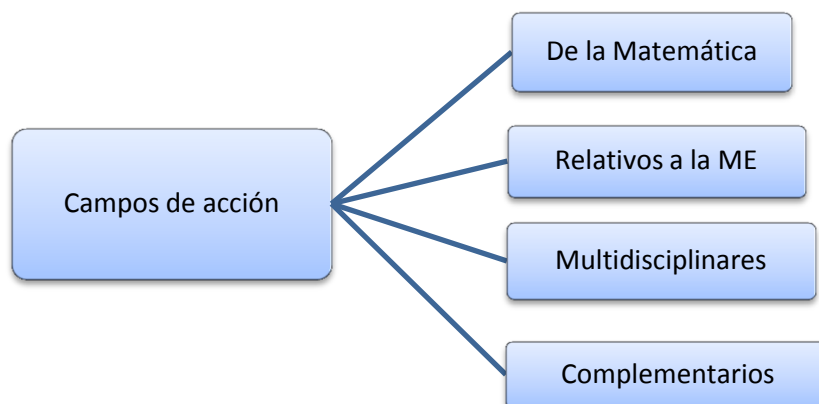 De la Matemática
Relativos a la ME
Campos de acción
Multidisciplinares
Complementarios